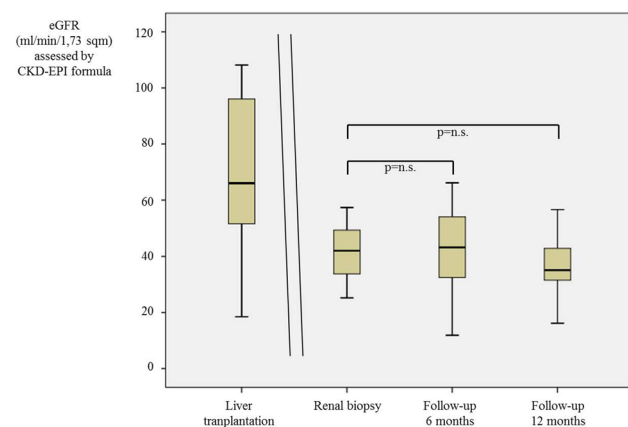 eGFR
(ml/min/1,73 sqm)
assessed by
CKD-EPI formula
120
100
80
60
40
20
0
p=n.s.
p=n.s.
Liver
tranplantation
Renal biopsy
Follow-up
6 months
Follow-up
12 months